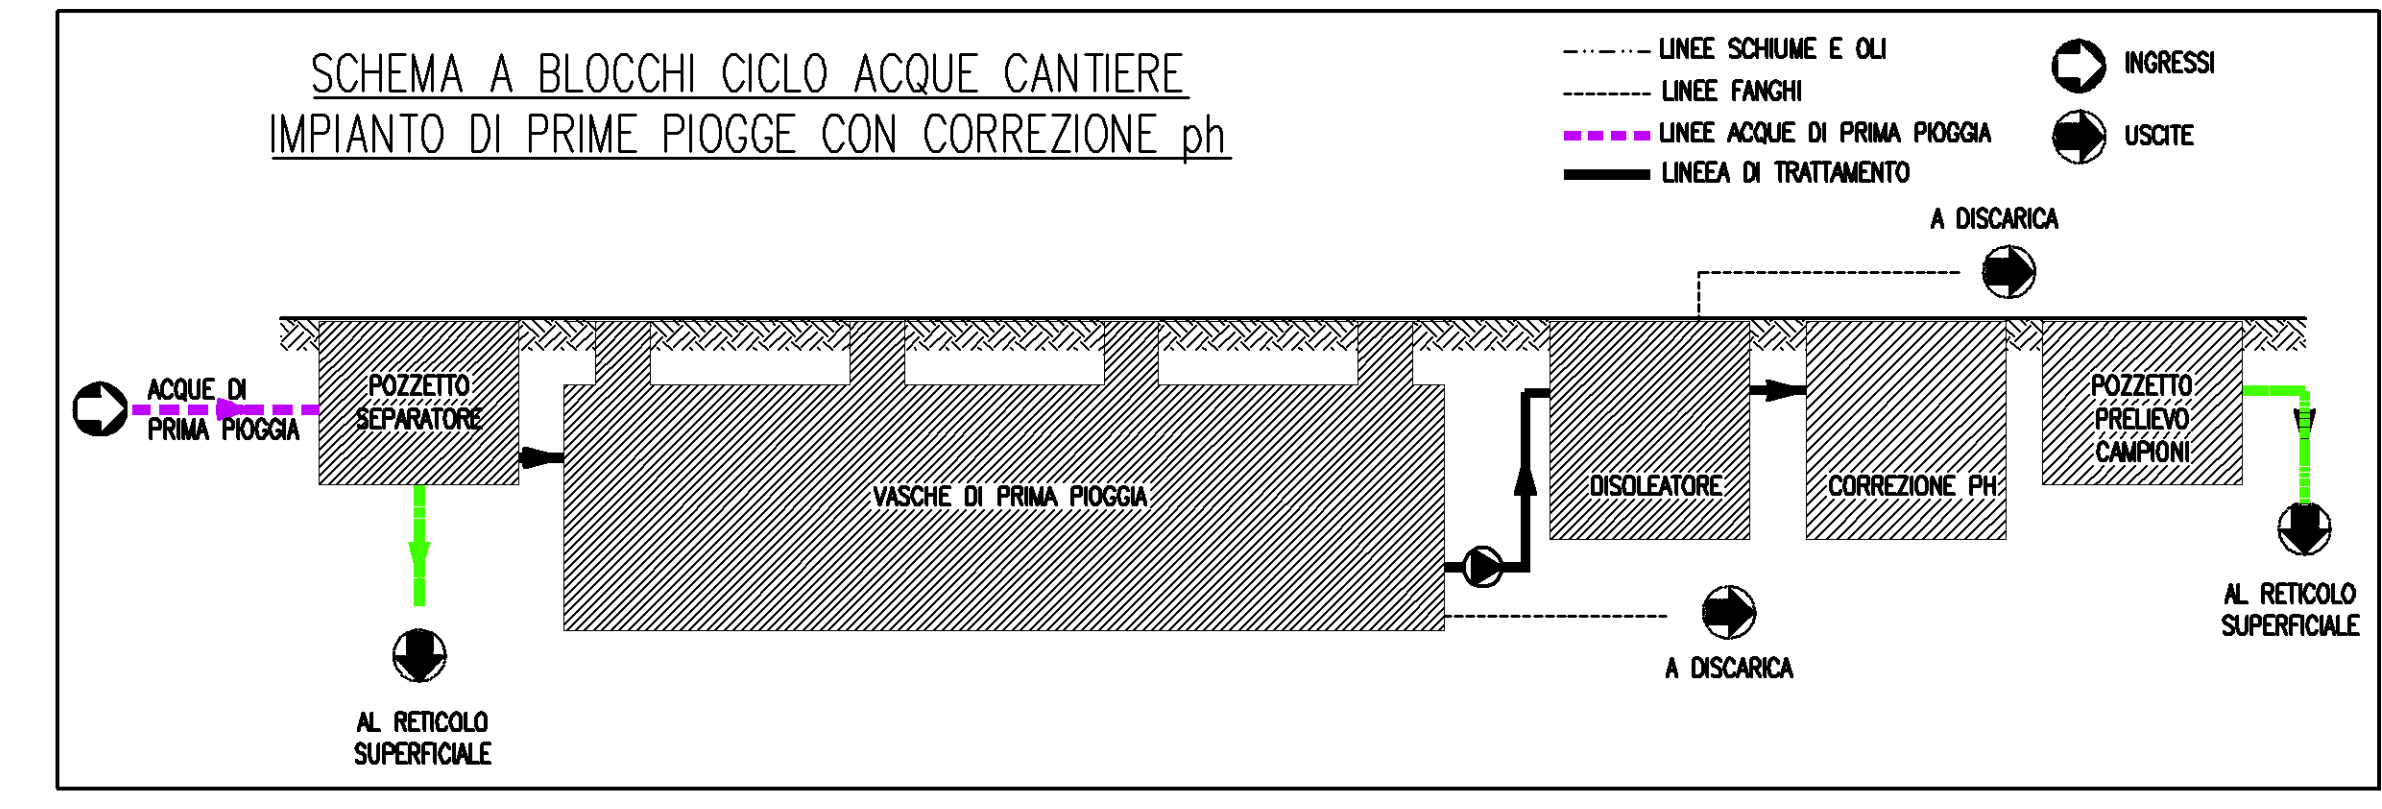 SCHEMA A BLOCCHI CICLO ACQUE CANTIERE
IMPIANTO DI PRIME PIOGGE CON CORREZIONE ph
LINEE SCHIUME E OLI
LINEE FANGHI
LINEE ACQUE DI PRIMA PIOGGIA
LINEEA DI TRATTAMENTO
INGRESSI
USCITE
A DISCARICA
ACQUE DI
PRIMA PIOGGIA
POZZETTO
SEPARATORE
VASCHE DI PRIMA PIOGGIA
DISOLEATORE
CORREZIONE PH
POZZETTO
PRELIEVO
CAMPIONI
AL RETICOLO
SUPERFICIALE
A DISCARICA
AL RETICOLO
SUPERFICIALE